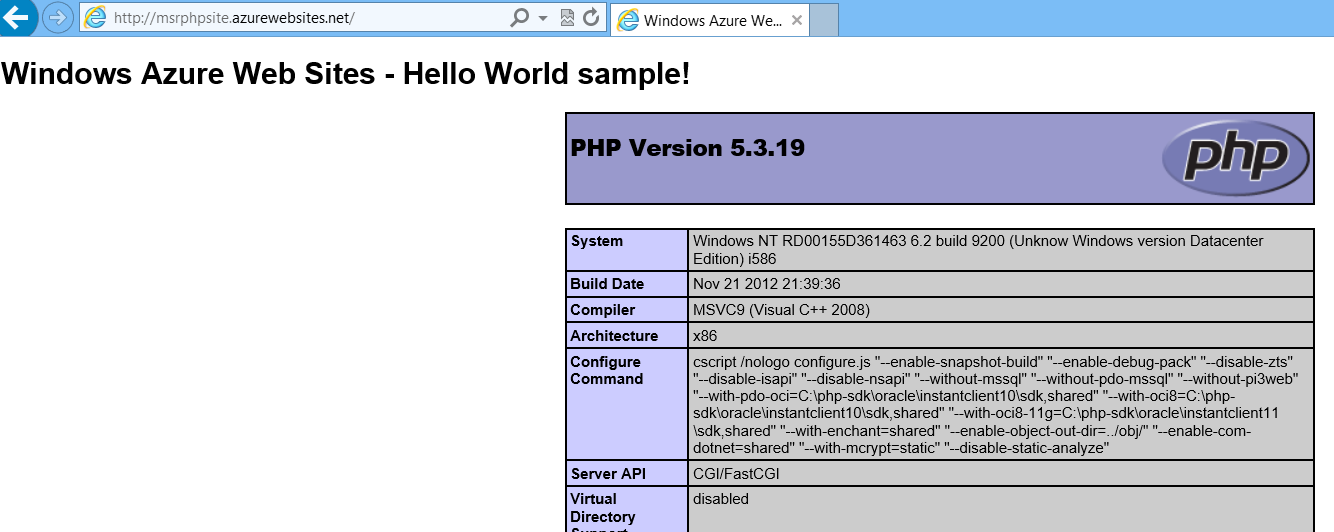 http://msrphpsite.azurewebsites.net/
Windows Azure We...
Windows Azure Web Sites - Hello World sample!
PHP Version 5.3.19
php
System
Windows NT RD00155D361463 6.2 build 9200 (Unknow Windows version Datacenter
Edition) i586
Build Date
Nov 21 2012 21:39:36
Compiler
MSVC9 (Visual C++ 2008)
Architecture
x86
Configure
Command
cscript /nologo configure.js "--enable-snapshot-build" "--enable-debug-pack" "--disable-zts"
"--disable-isapi" "--disable-nsapi" "--without-mssql" "--without-pdo-mssql" "--without-pi3web"
"--with-pdo-oci=C:\php-sdk\oracle\instantclient10\sdk,shared" "--with-oci8=C:\php-
sdk\oracle\instantclient10\sdk,shared" "--with-oci8-11g=C:\php-sdk\oracle\instantclient11
\sdk,shared" "--with-enchant=shared" "--enable-object-out-dir=../obj/" "--enable-com-
dotnet=shared" "--with-mcrypt=static" "--disable-static-analyze"
Server API
CGI/FastCGI
Virtual
Directory
disabled